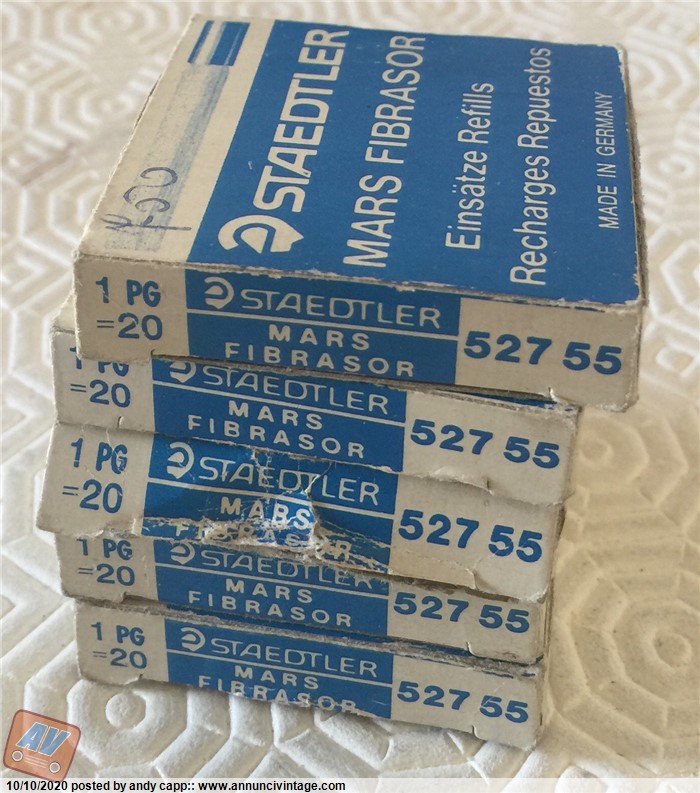 STAEDTLER
MARS FIBRASOR
Einsätze Refills
Recharges Repuestos
MADE IN GERMANY
1 PG
=20
STAEDTLER
MARS
FIBRASOR
527 55
1 PG
=20
STAEDTLER
MARS
FIBRASOR
527 55
1 PG
=20
STAEDTLER
MARS
FIBRASOR
527 55
1 PG
=20
STAEDTLER
MARS
FIBRASOR
527 55
1 PG
=20
STAEDTLER
MARS
FIBRASOR
527 55
AV
10/10/2020 posted by andy capp:: www.annuncivintage.com